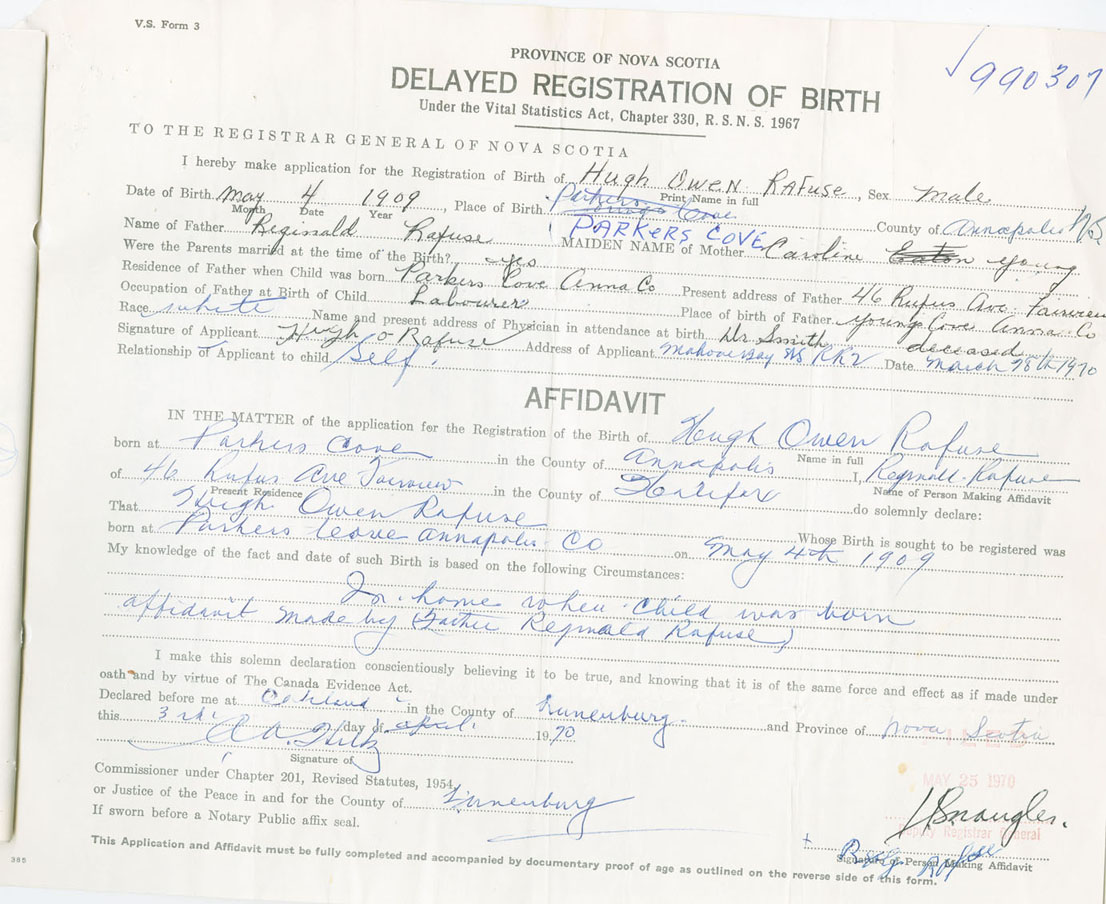 V.S. Form 3
990307
PROVINCE OF NOVA SCOTIA
DELAYED REGISTRATION OF BIRTH
Under the Vital Statistics Act, Chapter 330, R.S.N.S. 1967
TO THE REGISTRAR GENERAL OF NOVA SCOTIA
I hereby make application for the Registration of Birth of Hugh Owen Rafuse, Sex male
Print Name in full
Date of Birth May 4 1909, Place of Birth Parkers Cove County of Annapolis NS
Month Date Year
PARKERS COVE
Name of Father Reginald Rafuse MAIDEN NAME of Mother Caroline Eaton Young
Were the Parents married at the time of the Birth? yes
Residence of Father when Child was born Parkers Cove Anna Co Present address of Father 46 Rufus Ave Fairview
Occupation of Father at Birth of Child Labourer Place of birth of Father Young Cove Anna Co
Race white Name and present address of Physician in attendance at birth Dr Smith deceased
Signature of Applicant Hugh O Rafuse Address of Applicant Mahone Bay NS RR2 Date March 28th 1970
Relationship of Applicant to child Self
AFFIDAVIT
IN THE MATTER of the application for the Registration of the Birth of Hugh Owen Rafuse
Name in full
born at Parkers Cove in the County of Annapolis I, Reginald Rafuse
Name of Person Making Affidavit
of 46 Rufus Ave Fairview in the County of Halifax do solemnly declare:
Present Residence
That Hugh Owen Rafuse Whose Birth is sought to be registered was
born at Parkers Cove Annapolis Co on May 4th 1909
My knowledge of the fact and date of such Birth is based on the following Circumstances:
In home when child was born
affidavit made by (Father Reginald Rafuse)
I make this solemn declaration conscientiously believing it to be true, and knowing that it is of the same force and effect as if made under
oath and by virtue of The Canada Evidence Act.
Declared before me at Oakland in the County of Lunenburg and Province of Nova Scotia
this 3rd day of April 1970
FILED
MAY 25 1970
Signature of
Commissioner under Chapter 201, Revised Statutes, 1954,
or Justice of the Peace in and for the County of Lunenburg
Deputy Registrar General
If sworn before a Notary Public affix seal.
Signature of Person Making Affidavit
This Application and Affidavit must be fully completed and accompanied by documentary proof of age as outlined on the reverse side of this form.
385